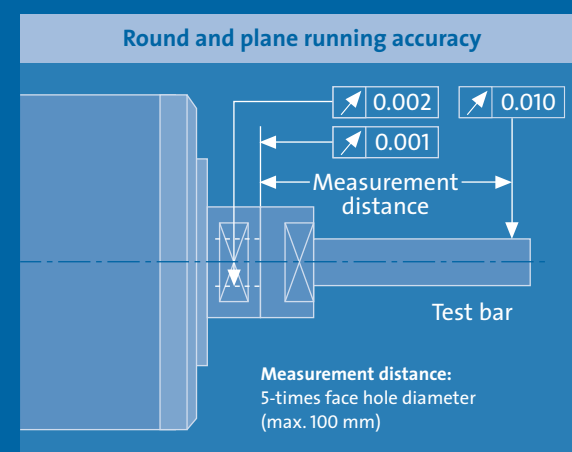 Round and plane running accuracy
0.002
0.010
0.001
Measurement
distance
Test bar
Measurement distance:
5-times face hole diameter
(max. 100 mm)